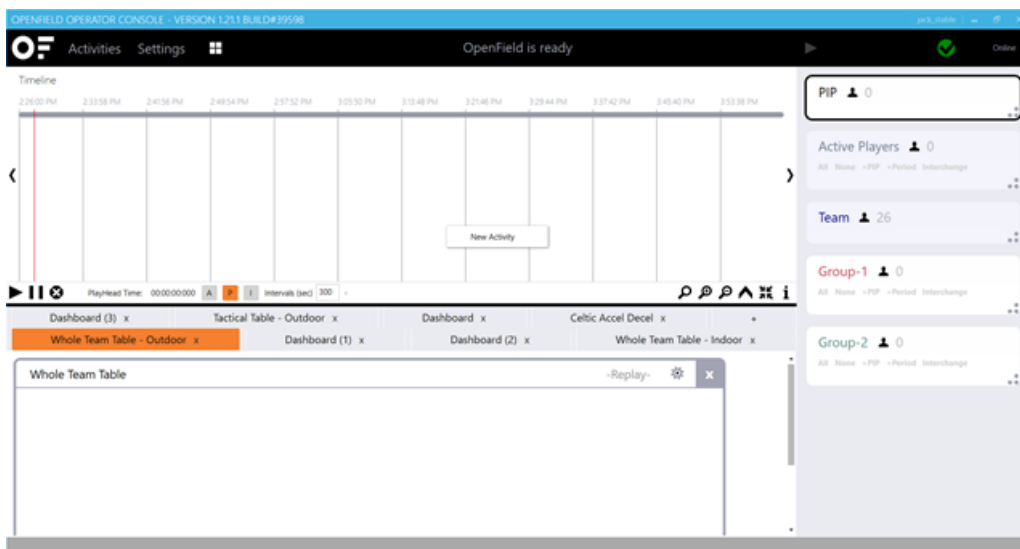 OPENFIELD OPERATOR CONSOLE - VERSION 1.21.1 BUILD#39598
jack_stable
OF Activities Settings OpenField is ready Online
Timeline
2:26:00 PM 2:33:58 PM 2:41:56 PM 2:49:54 PM 2:57:52 PM 3:05:50 PM 3:13:48 PM 3:21:46 PM 3:29:44 PM 3:37:42 PM 3:45:40 PM 3:53:38 PM
New Activity
PlayHead Time: 00:00:00:000 A P I Intervals (sec) 300
Dashboard (3) x Tactical Table - Outdoor x Dashboard x Celtic Accel Decel x +
Whole Team Table - Outdoor x Dashboard (1) x Dashboard (2) x Whole Team Table - Indoor x
Whole Team Table -Replay- x
PIP 0
Active Players 0
All None +PIP +Period Interchange
Team 26
Group-1 0
All None +PIP +Period Interchange
Group-2 0
All None +PIP +Period Interchange